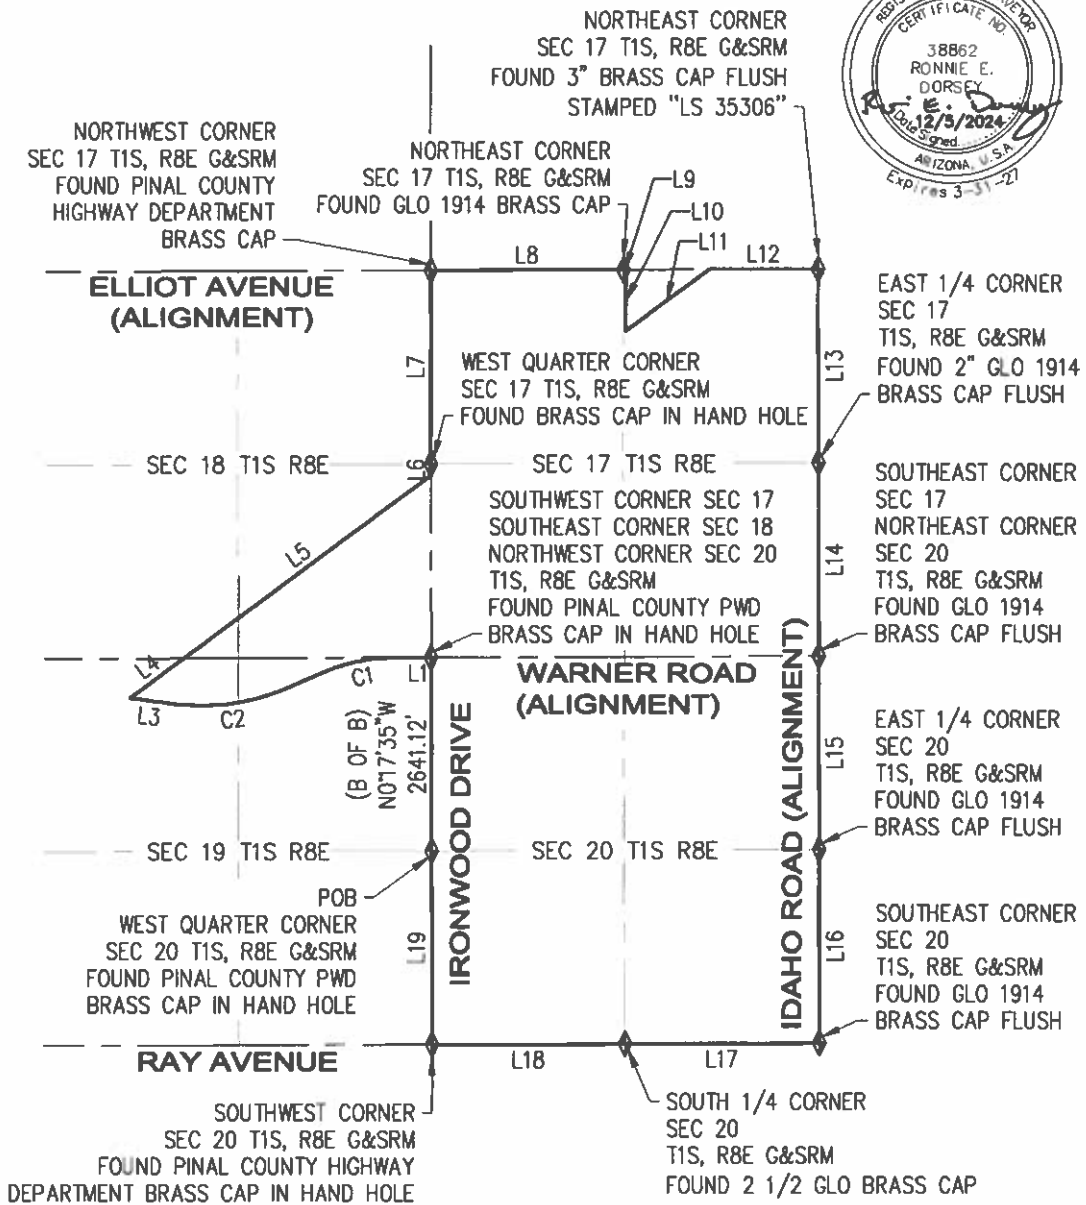 NORTHEAST CORNER
SEC 17 T1S, R8E G&SRM
FOUND 3" BRASS CAP FLUSH
STAMPED "LS 35306"
CERTIFICATE NO.
38862
RONNIE E.
DORSEY
12/5/2024
Date Signed
ARIZONA, U.S.A.
Expires 3-31-27
NORTHWEST CORNER
SEC 17 T1S, R8E G&SRM
FOUND PINAL COUNTY
HIGHWAY DEPARTMENT
BRASS CAP
NORTHEAST CORNER
SEC 17 T1S, R8E G&SRM
FOUND GLO 1914 BRASS CAP
L9
L10
L11
L8
L12
ELLIOT AVENUE
(ALIGNMENT)
L7
WEST QUARTER CORNER
SEC 17 T1S, R8E G&SRM
FOUND BRASS CAP IN HAND HOLE
L13
EAST 1/4 CORNER
SEC 17
T1S, R8E G&SRM
FOUND 2" GLO 1914
BRASS CAP FLUSH
SEC 18 T1S R8E
L6
SEC 17 T1S R8E
SOUTHWEST CORNER SEC 17
SOUTHEAST CORNER SEC 18
NORTHWEST CORNER SEC 20
T1S, R8E G&SRM
FOUND PINAL COUNTY PWD
BRASS CAP IN HAND HOLE
L5
L14
SOUTHEAST CORNER
SEC 17
NORTHEAST CORNER
SEC 20
T1S, R8E G&SRM
FOUND GLO 1914
BRASS CAP FLUSH
L4
L3
C2
C1
L1
WARNER ROAD
(ALIGNMENT)
(B OF B)
N0°17'35"W
2641.12'
IRONWOOD DRIVE
IDAHO ROAD (ALIGNMENT)
L15
EAST 1/4 CORNER
SEC 20
T1S, R8E G&SRM
FOUND GLO 1914
BRASS CAP FLUSH
SEC 19 T1S R8E
SEC 20 T1S R8E
POB
WEST QUARTER CORNER
SEC 20 T1S, R8E G&SRM
FOUND PINAL COUNTY PWD
BRASS CAP IN HAND HOLE
L19
L16
SOUTHEAST CORNER
SEC 20
T1S, R8E G&SRM
FOUND GLO 1914
BRASS CAP FLUSH
RAY AVENUE
L18
L17
SOUTHWEST CORNER
SEC 20 T1S, R8E G&SRM
FOUND PINAL COUNTY HIGHWAY
DEPARTMENT BRASS CAP IN HAND HOLE
SOUTH 1/4 CORNER
SEC 20
T1S, R8E G&SRM
FOUND 2 1/2 GLO BRASS CAP